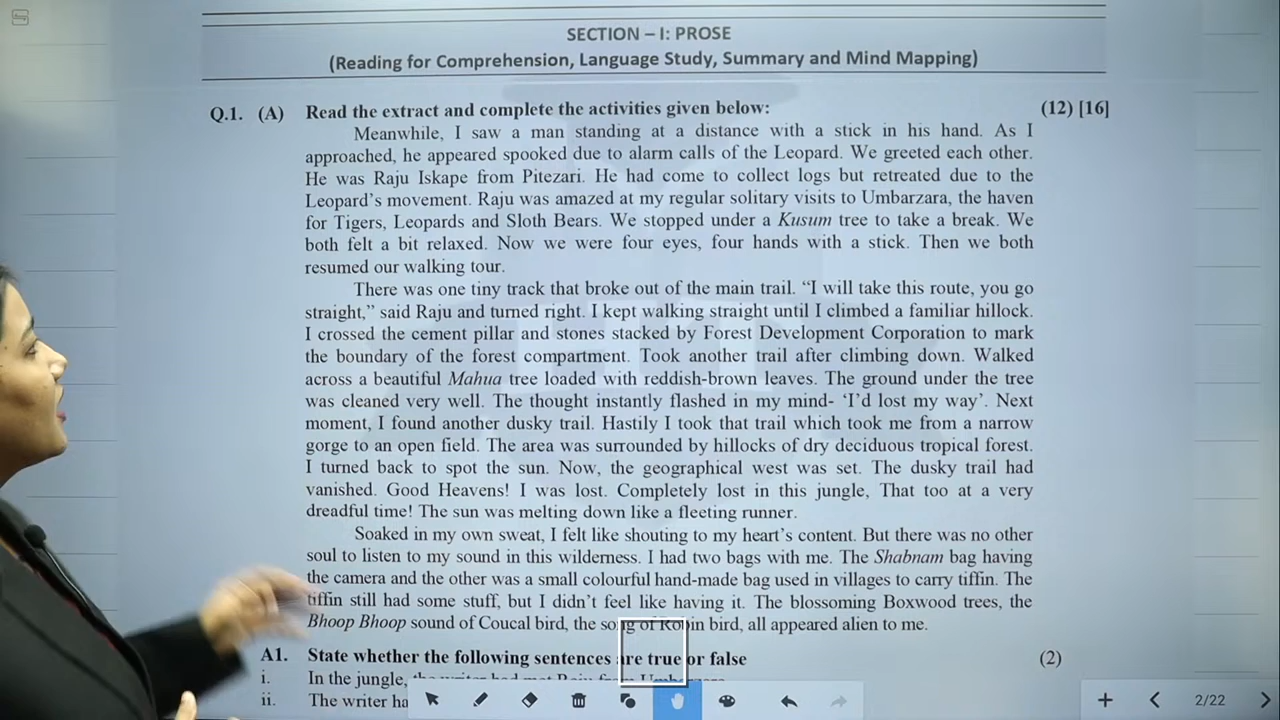 SECTION – I: PROSE
(Reading for Comprehension, Language Study, Summary and Mind Mapping)
Q.1. (A) Read the extract and complete the activities given below: (12) [16]
Meanwhile, I saw a man standing at a distance with a stick in his hand. As I
approached, he appeared spooked due to alarm calls of the Leopard. We greeted each other.
He was Raju Iskape from Pitezari. He had come to collect logs but retreated due to the
Leopard's movement. Raju was amazed at my regular solitary visits to Umbarzara, the haven
for Tigers, Leopards and Sloth Bears. We stopped under a Kusum tree to take a break. We
both felt a bit relaxed. Now we were four eyes, four hands with a stick. Then we both
resumed our walking tour.
There was one tiny track that broke out of the main trail. “I will take this route, you go
straight,” said Raju and turned right. I kept walking straight until I climbed a familiar hillock.
I crossed the cement pillar and stones stacked by Forest Development Corporation to mark
the boundary of the forest compartment. Took another trail after climbing down. Walked
across a beautiful Mahua tree loaded with reddish-brown leaves. The ground under the tree
was cleaned very well. The thought instantly flashed in my mind- ‘I'd lost my way’. Next
moment, I found another dusky trail. Hastily I took that trail which took me from a narrow
gorge to an open field. The area was surrounded by hillocks of dry deciduous tropical forest.
I turned back to spot the sun. Now, the geographical west was set. The dusky trail had
vanished. Good Heavens! I was lost. Completely lost in this jungle, That too at a very
dreadful time! The sun was melting down like a fleeting runner.
Soaked in my own sweat, I felt like shouting to my heart's content. But there was no other
soul to listen to my sound in this wilderness. I had two bags with me. The Shabnam bag having
the camera and the other was a small colourful hand-made bag used in villages to carry tiffin. The
tiffin still had some stuff, but I didn't feel like having it. The blossoming Boxwood trees, the
Bhoop Bhoop sound of Coucal bird, the song of Robin bird, all appeared alien to me.
A1. State whether the following sentences are true or false (2)
i. In the jungle, the writer had met Raju from
ii. The writer ha
2/22